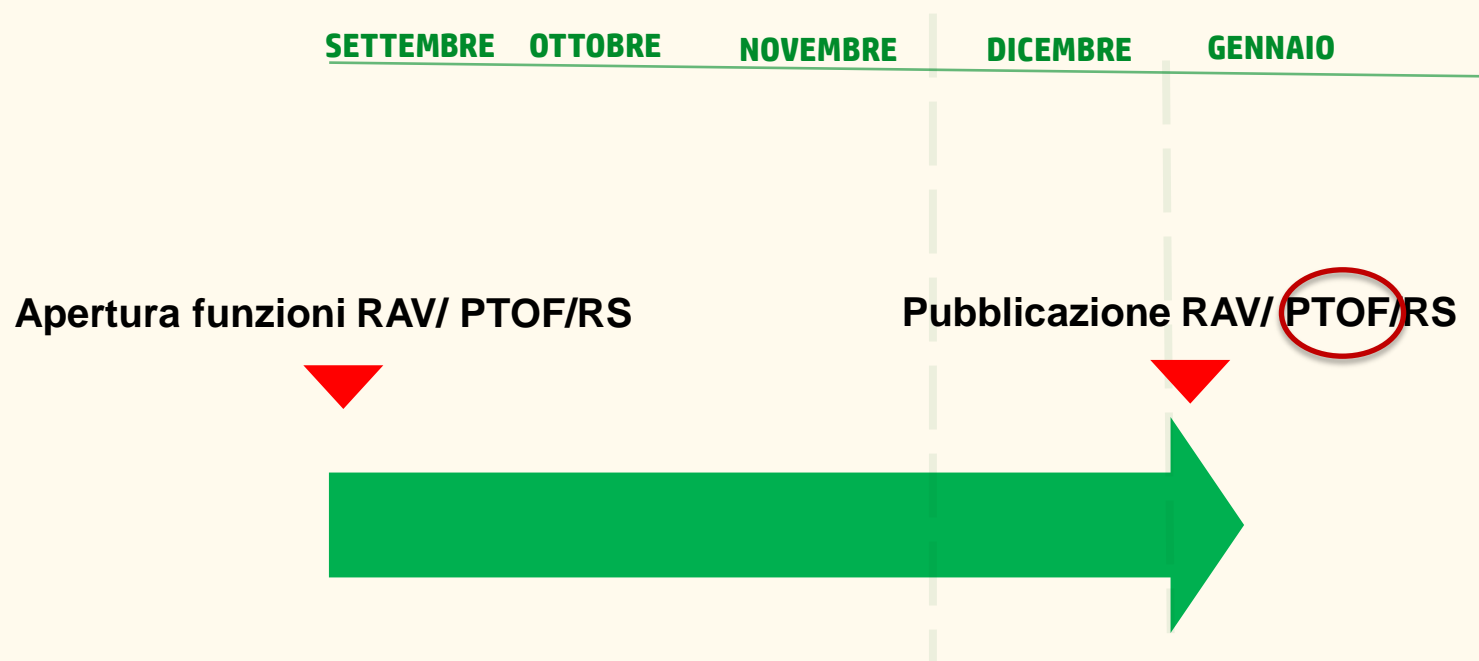 SETTEMBRE OTTOBRE NOVEMBRE DICEMBRE GENNAIO
Apertura funzioni RAV/ PTOF/RS
Pubblicazione RAV/ PTOF/RS